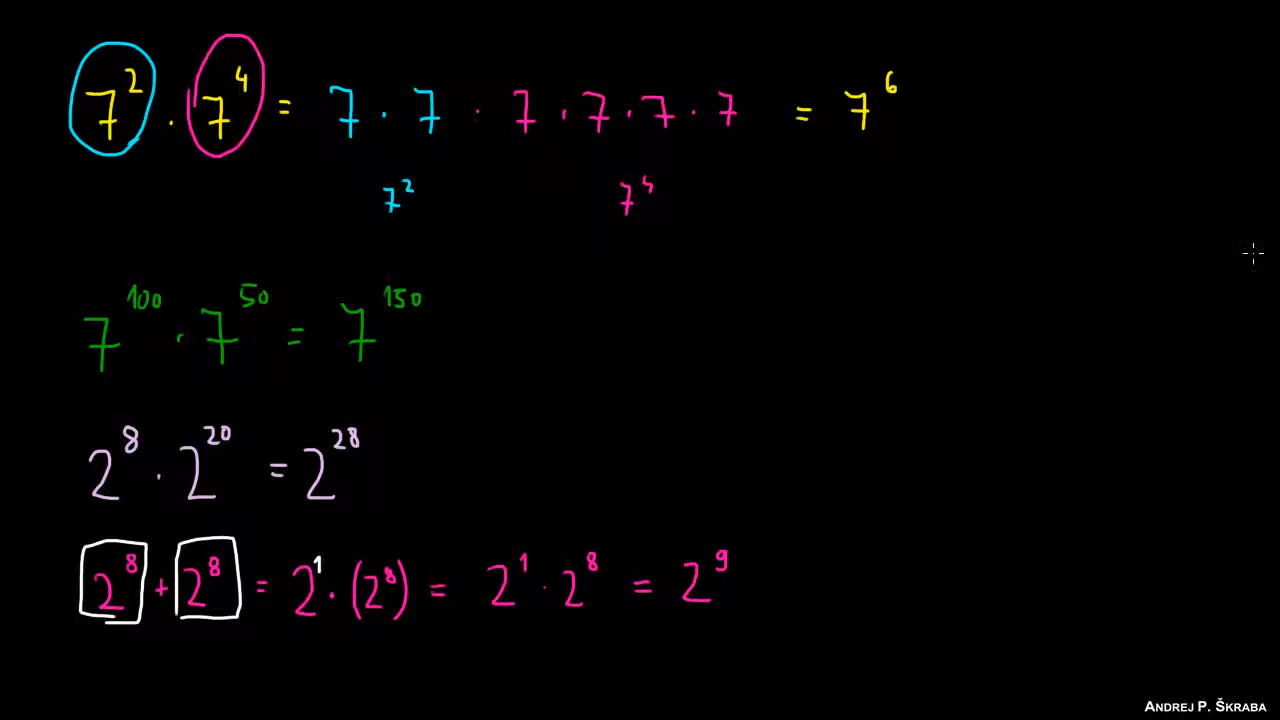 7² · 7⁴ = 7 · 7 · 7 · 7 · 7 · 7 = 7⁶
7² 7⁴
7¹⁰⁰ · 7⁵⁰ = 7¹⁵⁰
2⁸ · 2²⁰ = 2²⁸
2⁸ + 2⁸ = 2¹ · (2⁸) = 2¹ · 2⁸ = 2⁹
ANDREJ P. ŠKRABA